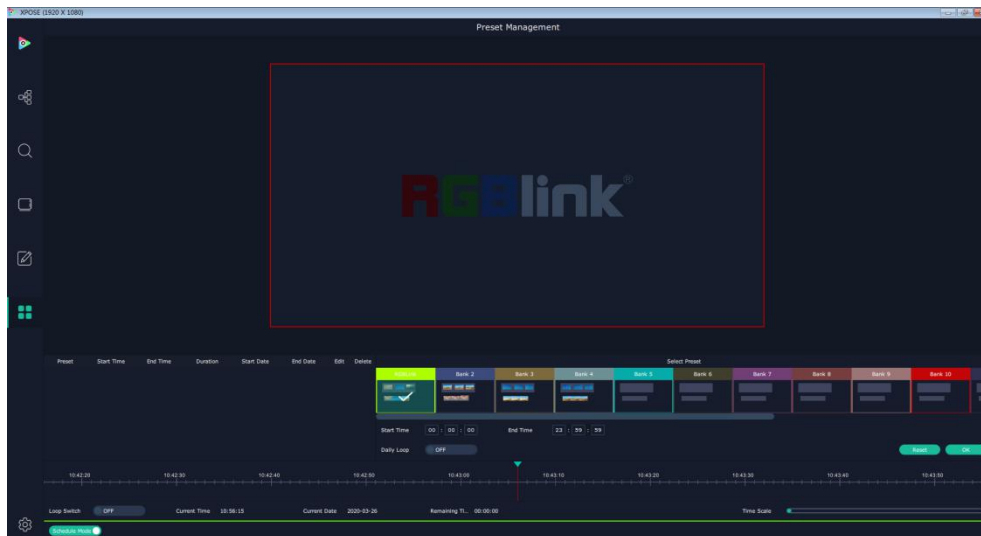 XPOSE (1920 X 1080)
Preset Management
RGBlink®
Preset Start Time End Time Duration Start Date End Date Edit Delete
Select Preset
Bank 2 Bank 3 Bank 4 Bank 5 Bank 6 Bank 7 Bank 8 Bank 9 Bank 10
Start Time 00 : 00 : 00 End Time 23 : 59 : 59
Daily Loop OFF Reset OK
10:42:20 10:42:30 10:42:40 10:42:50 10:43:00 10:43:10 10:43:20 10:43:30 10:43:40 10:43:50
Loop Switch OFF Current Time 10:56:15 Current Date 2020-03-26 Remaining Ti... 00:00:00 Time Scale
Schedule Mode